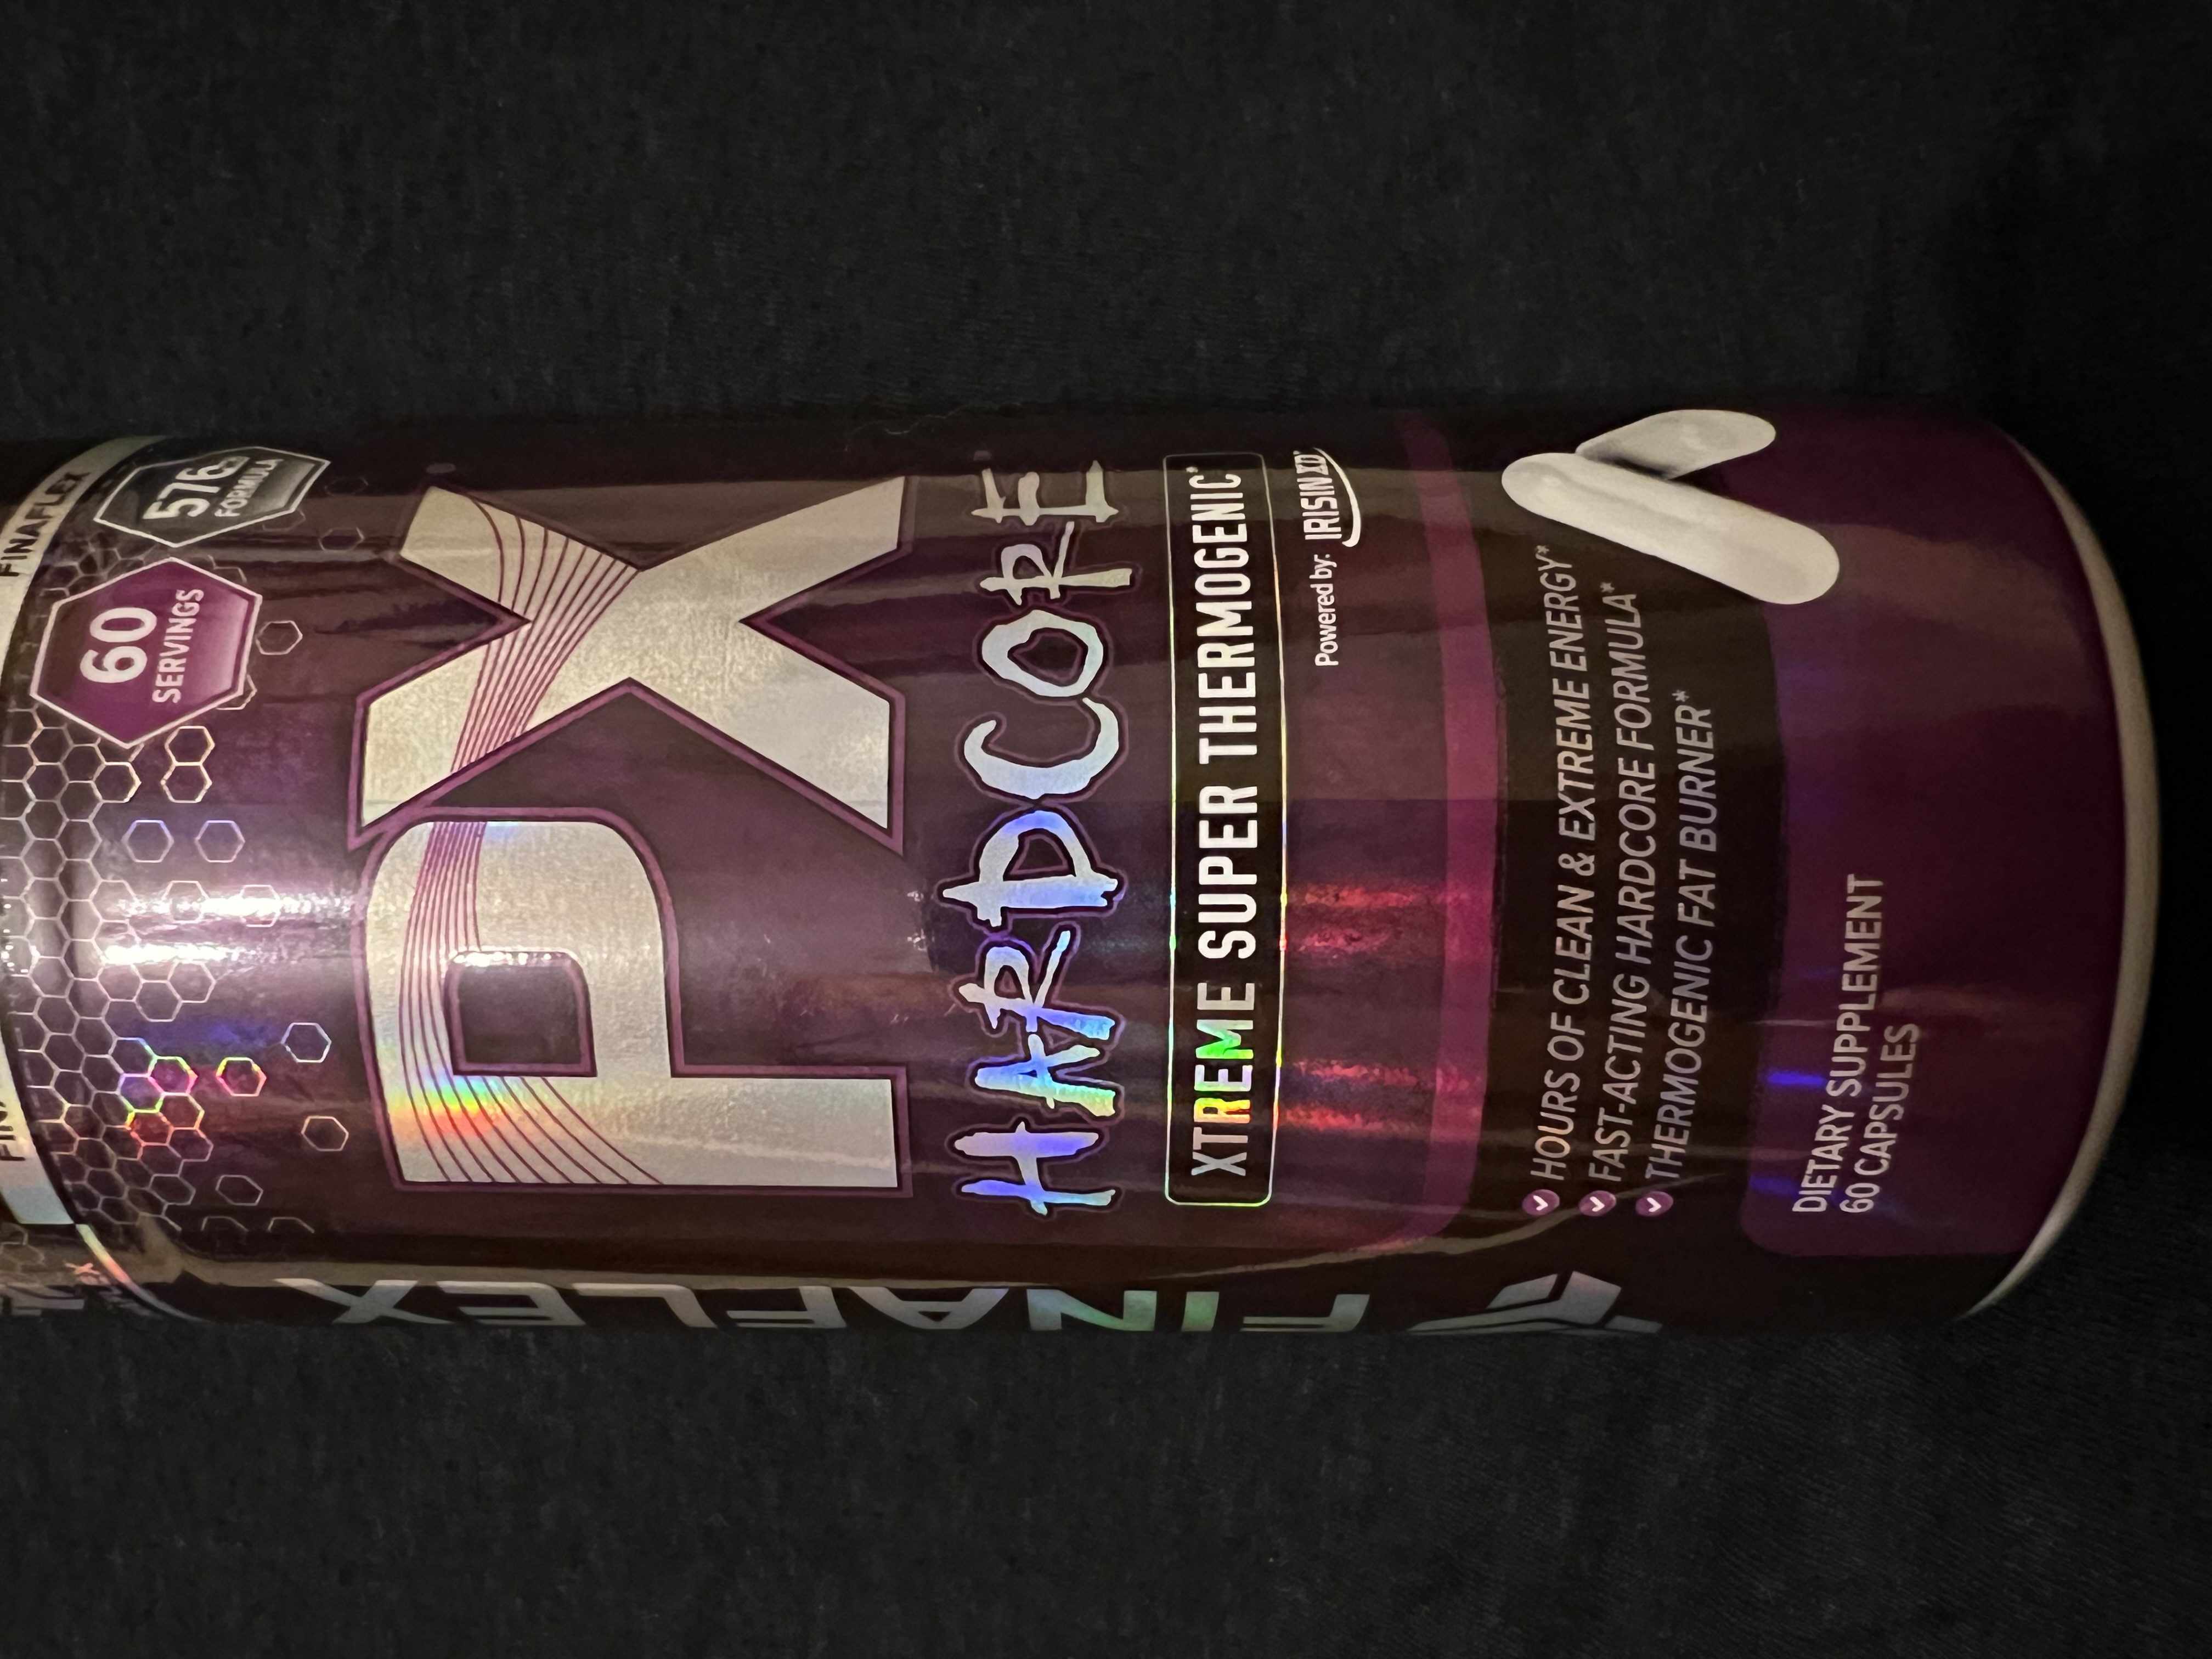 FINAFLEX
60
SERVINGS
576
FORMULA
PX
HARDCORE
XTREME SUPER THERMOGENIC*
Powered by: IRISINXD®
HOURS OF CLEAN & EXTREME ENERGY*
FAST-ACTING HARDCORE FORMULA*
THERMOGENIC FAT BURNER*
DIETARY SUPPLEMENT
60 CAPSULES
FINAFLEX